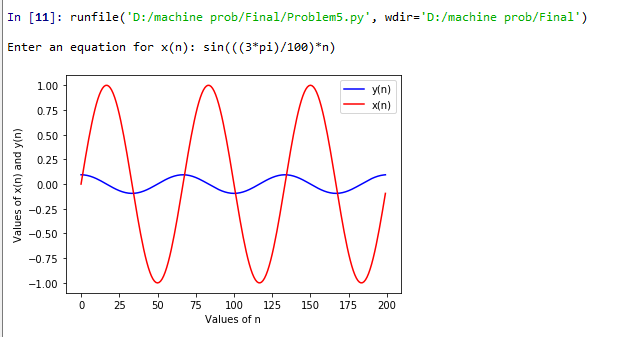 In [11]: runfile('D:/machine prob/Final/Problem5.py', wdir='D:/machine prob/Final')
Enter an equation for x(n): sin(((3*pi)/100)*n)
y(n)
x(n)
1.00
0.75
0.50
0.25
0.00
−0.25
−0.50
−0.75
−1.00
Values of x(n) and y(n)
0 25 50 75 100 125 150 175 200
Values of n